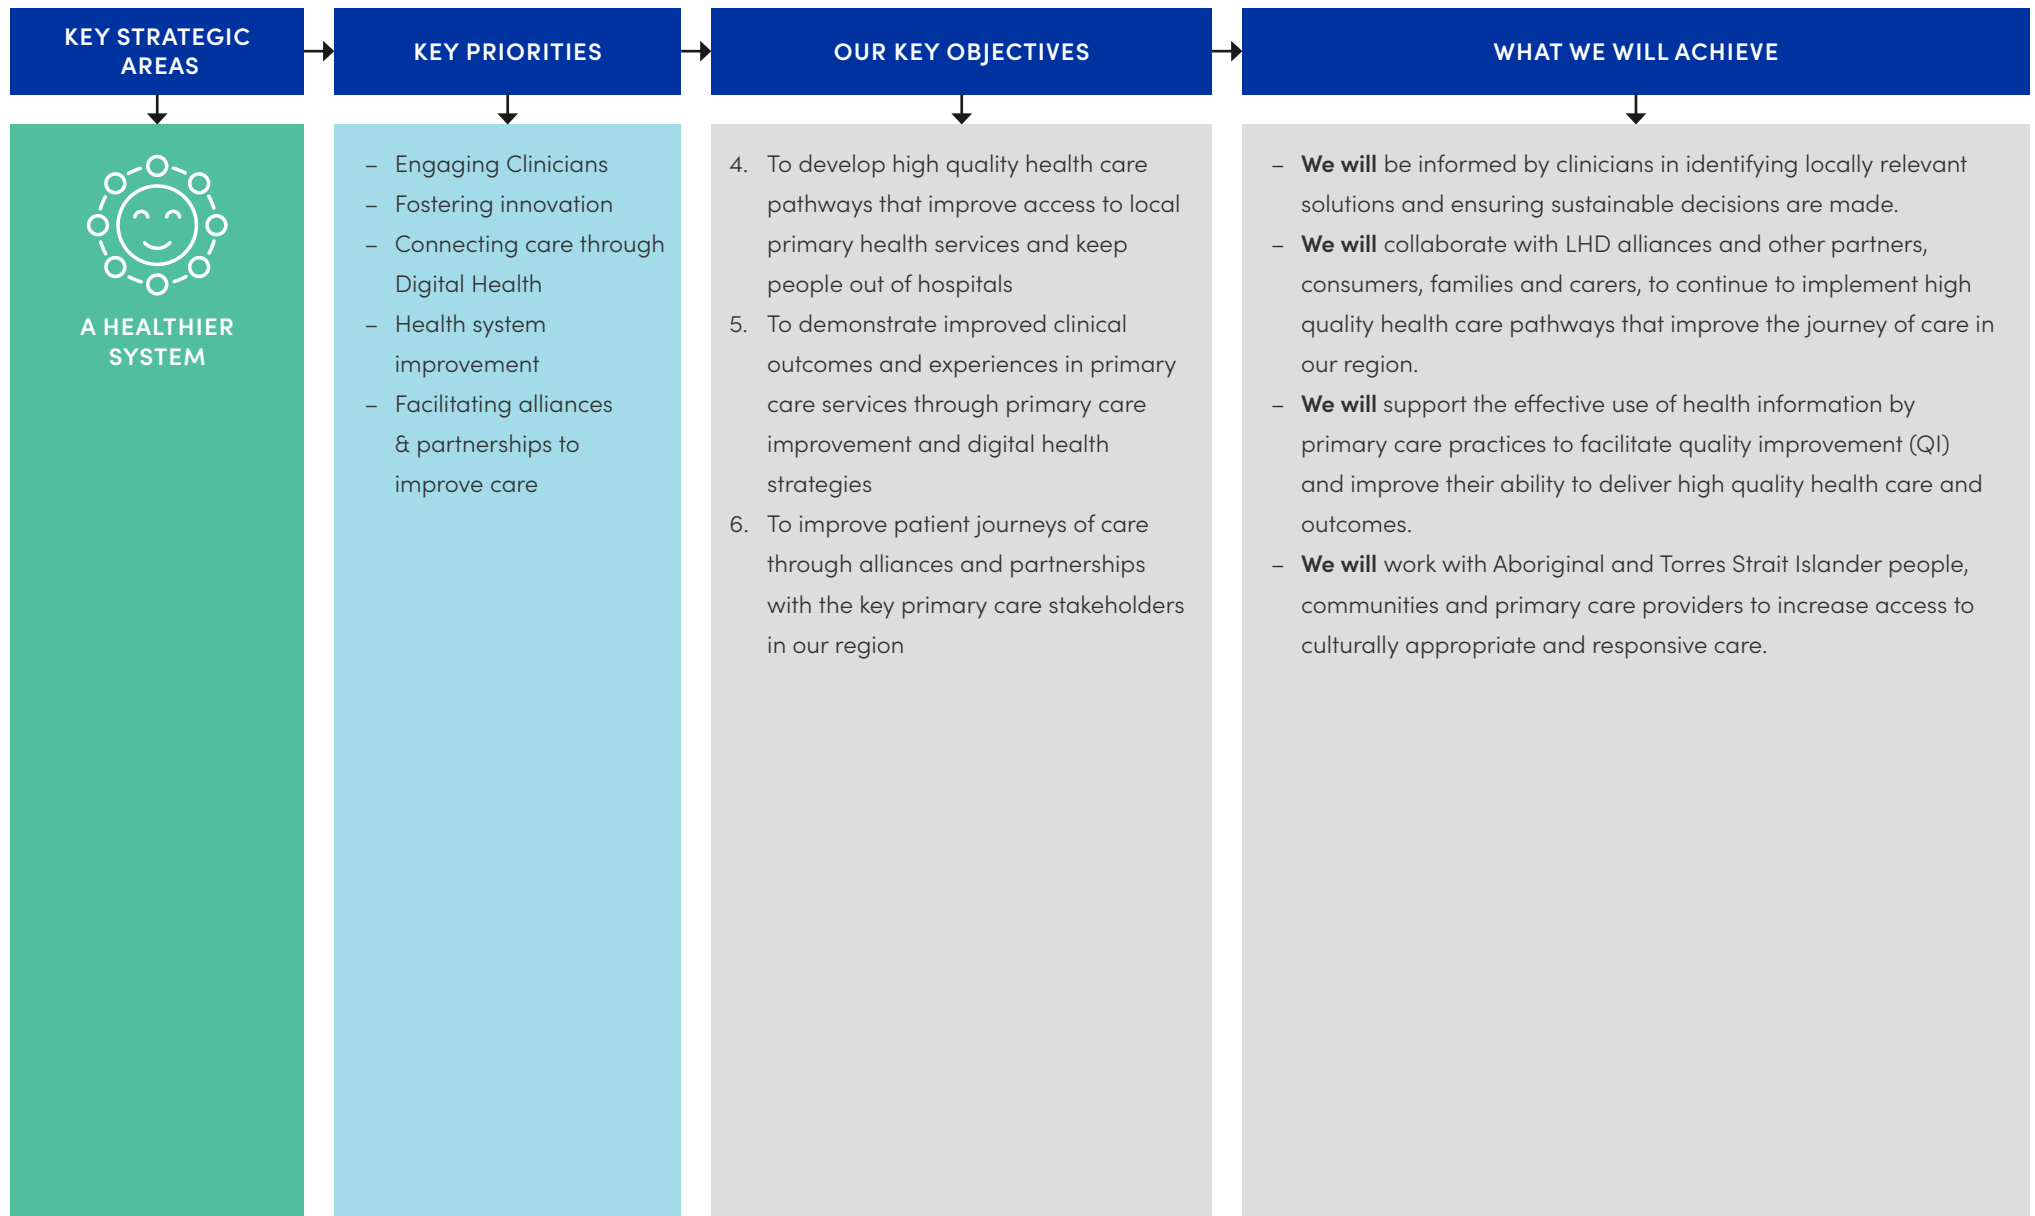 KEY STRATEGIC
AREAS
KEY PRIORITIES
OUR KEY OBJECTIVES
WHAT WE WILL ACHIEVE
A HEALTHIER
SYSTEM
– Engaging Clinicians
– Fostering innovation
– Connecting care through
Digital Health
– Health system
improvement
– Facilitating alliances
& partnerships to
improve care
4. To develop high quality health care
pathways that improve access to local
primary health services and keep
people out of hospitals
5. To demonstrate improved clinical
outcomes and experiences in primary
care services through primary care
improvement and digital health
strategies
6. To improve patient journeys of care
through alliances and partnerships
with the key primary care stakeholders
in our region
– We will be informed by clinicians in identifying locally relevant
solutions and ensuring sustainable decisions are made.
– We will collaborate with LHD alliances and other partners,
consumers, families and carers, to continue to implement high
quality health care pathways that improve the journey of care in
our region.
– We will support the effective use of health information by
primary care practices to facilitate quality improvement (QI)
and improve their ability to deliver high quality health care and
outcomes.
– We will work with Aboriginal and Torres Strait Islander people,
communities and primary care providers to increase access to
culturally appropriate and responsive care.